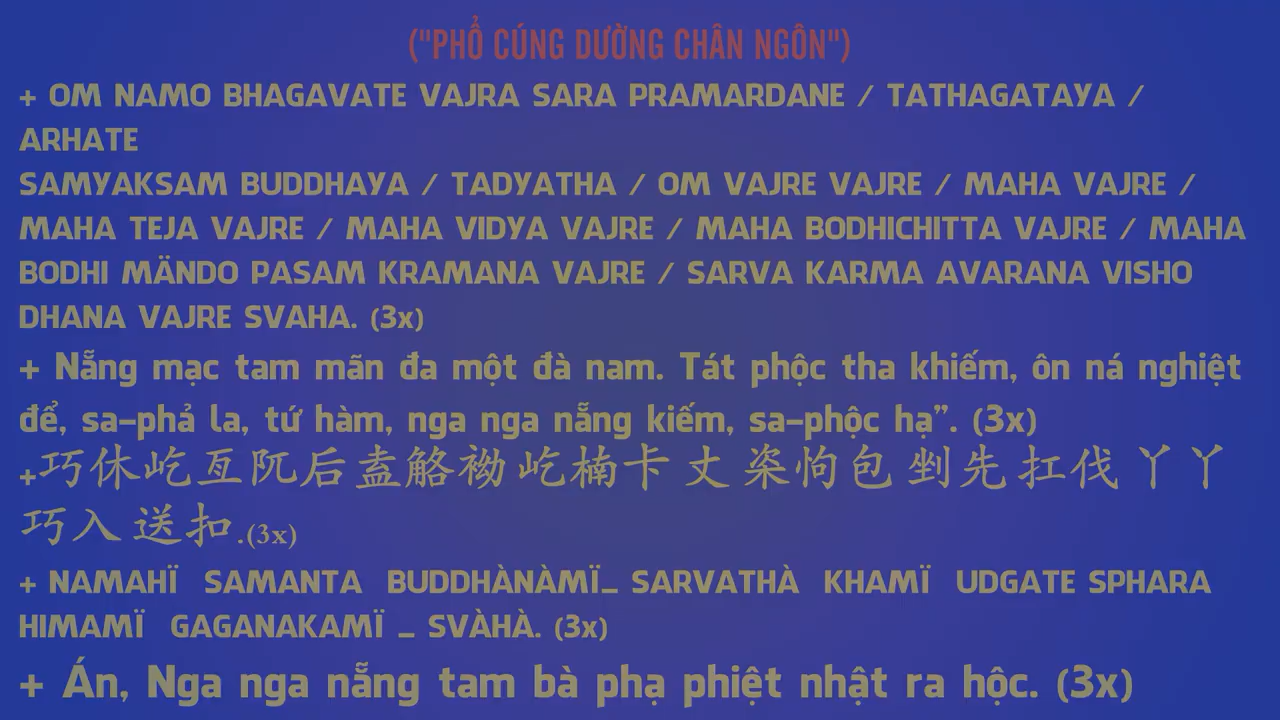 ("PHỔ CÚNG DƯỜNG CHÂN NGÔN")
+ OM NAMO BHAGAVATE VAJRA SARA PRAMARDANE / TATHAGATAYA /
ARHATE
SAMYAKSAM BUDDHAYA / TADYATHA / OM VAJRE VAJRE / MAHA VAJRE /
MAHA TEJA VAJRE / MAHA VIDYA VAJRE / MAHA BODHICHITTA VAJRE / MAHA
BODHI MÄNDO PASAM KRAMANA VAJRE / SARVA KARMA AVARANA VISHO
DHANA VAJRE SVAHA. (3x)
+ Nẵng mạc tam mãn đa một đà nam. Tát phộc tha khiếm, ôn ná nghiệt
để, sa-phả la, tứ hàm, nga nga nẵng kiếm, sa-phộc hạ”. (3x)
+巧休屹亙阢后盍觡袎屹楠卡丈栥怐包剉先扛伐丫丫
巧入送扣.(3x)
+ NAMAHÏ SAMANTA BUDDHÀNÀMÏ_ SARVATHÀ KHAMÏ UDGATE SPHARA
HIMAMÏ GAGANAKAMÏ _ SVÀHÀ. (3x)
+ Án, Nga nga nẵng tam bà phạ phiệt nhật ra hộc. (3x)